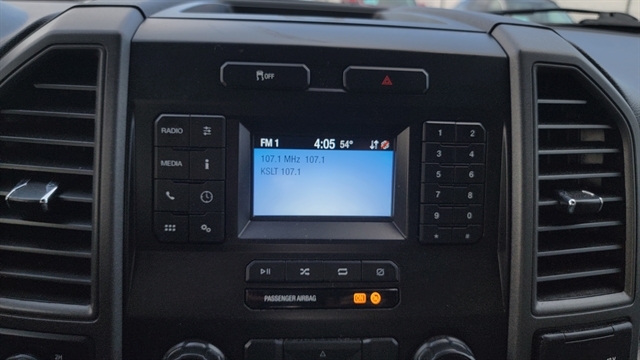 OFF
RADIO
MEDIA
FM 1 4:05 54°
107.1 MHz 107.1
KSLT 107.1
1 2
3 4
5 6
7 8
9 0
* #
PASSENGER AIRBAG
2H